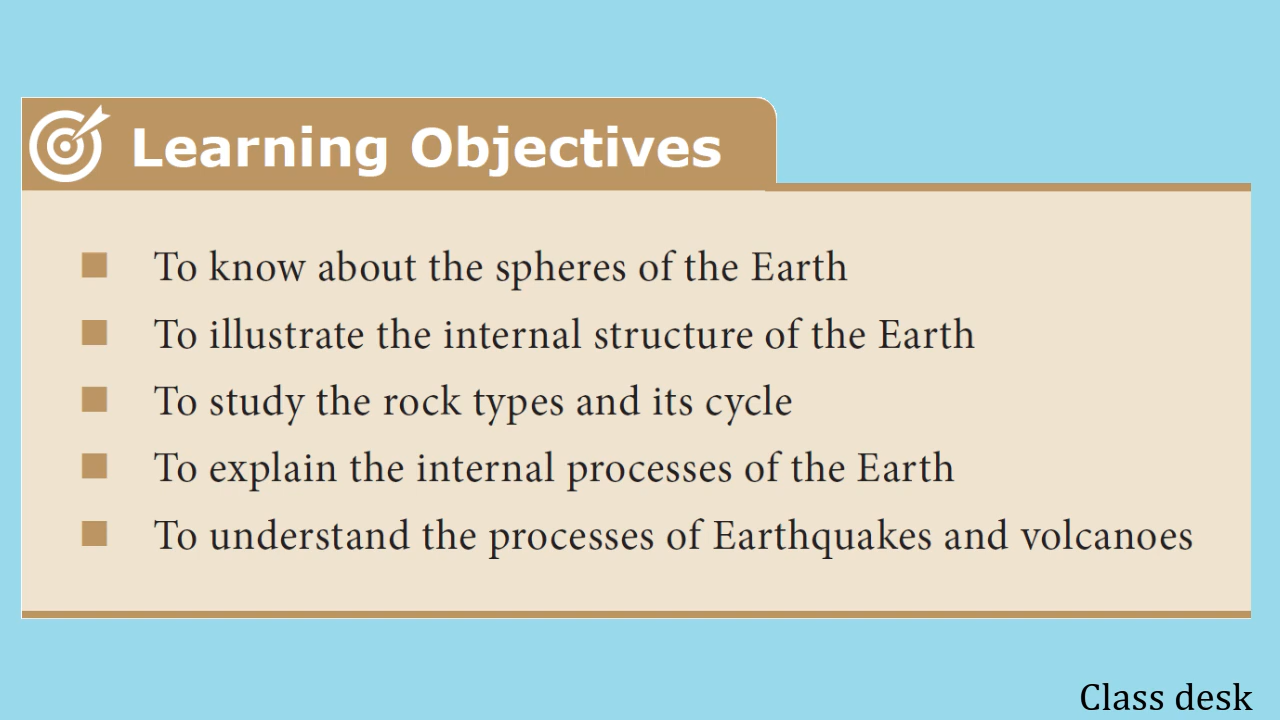 Learning Objectives
To know about the spheres of the Earth
To illustrate the internal structure of the Earth
To study the rock types and its cycle
To explain the internal processes of the Earth
To understand the processes of Earthquakes and volcanoes
Class desk